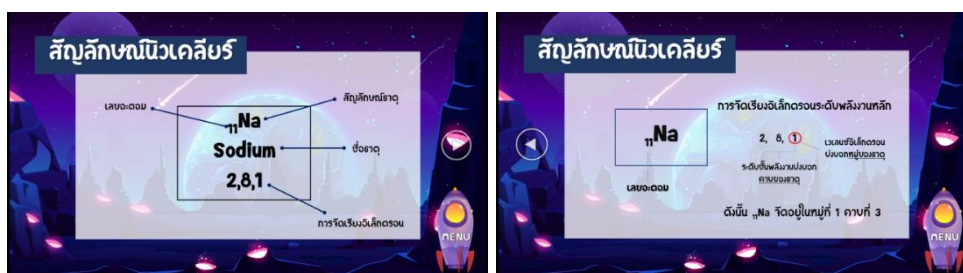 สัญลักษณ์นิวเคลียร์
เลขอะตอม
สัญลักษณ์ธาตุ
₁₁Na
Sodium
ชื่อธาตุ
2,8,1
การจัดเรียงอิเล็กตรอน
MENU
สัญลักษณ์นิวเคลียร์
การจัดเรียงอิเล็กตรอนระดับพลังงานหลัก
₁₁Na
2, 8, 1
เวเลนซ์อิเล็กตรอน
บ่งบอกหมู่ของธาตุ
ระดับชั้นพลังงานบ่งบอก
คาบของธาตุ
เลขอะตอม
ดังนั้น ₁₁Na จัดอยู่ในหมู่ที่ 1 คาบที่ 3
MENU